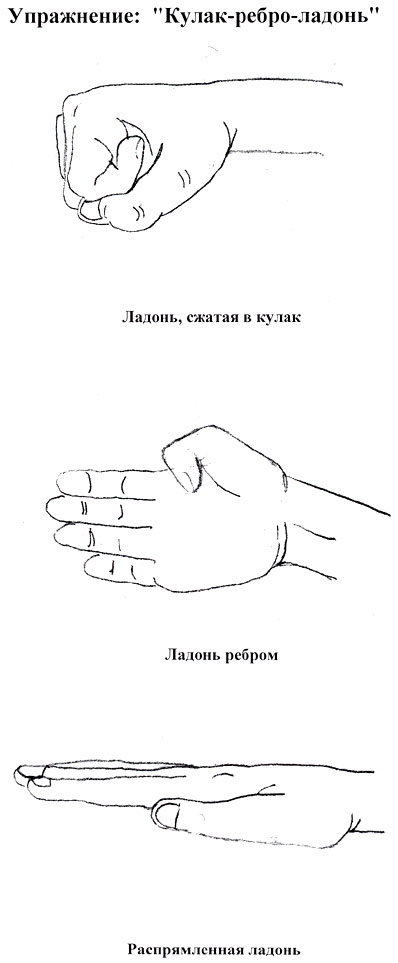 Упражнение: "Кулак-ребро-ладонь"
Ладонь, сжатая в кулак
Ладонь ребром
Распрямленная ладонь